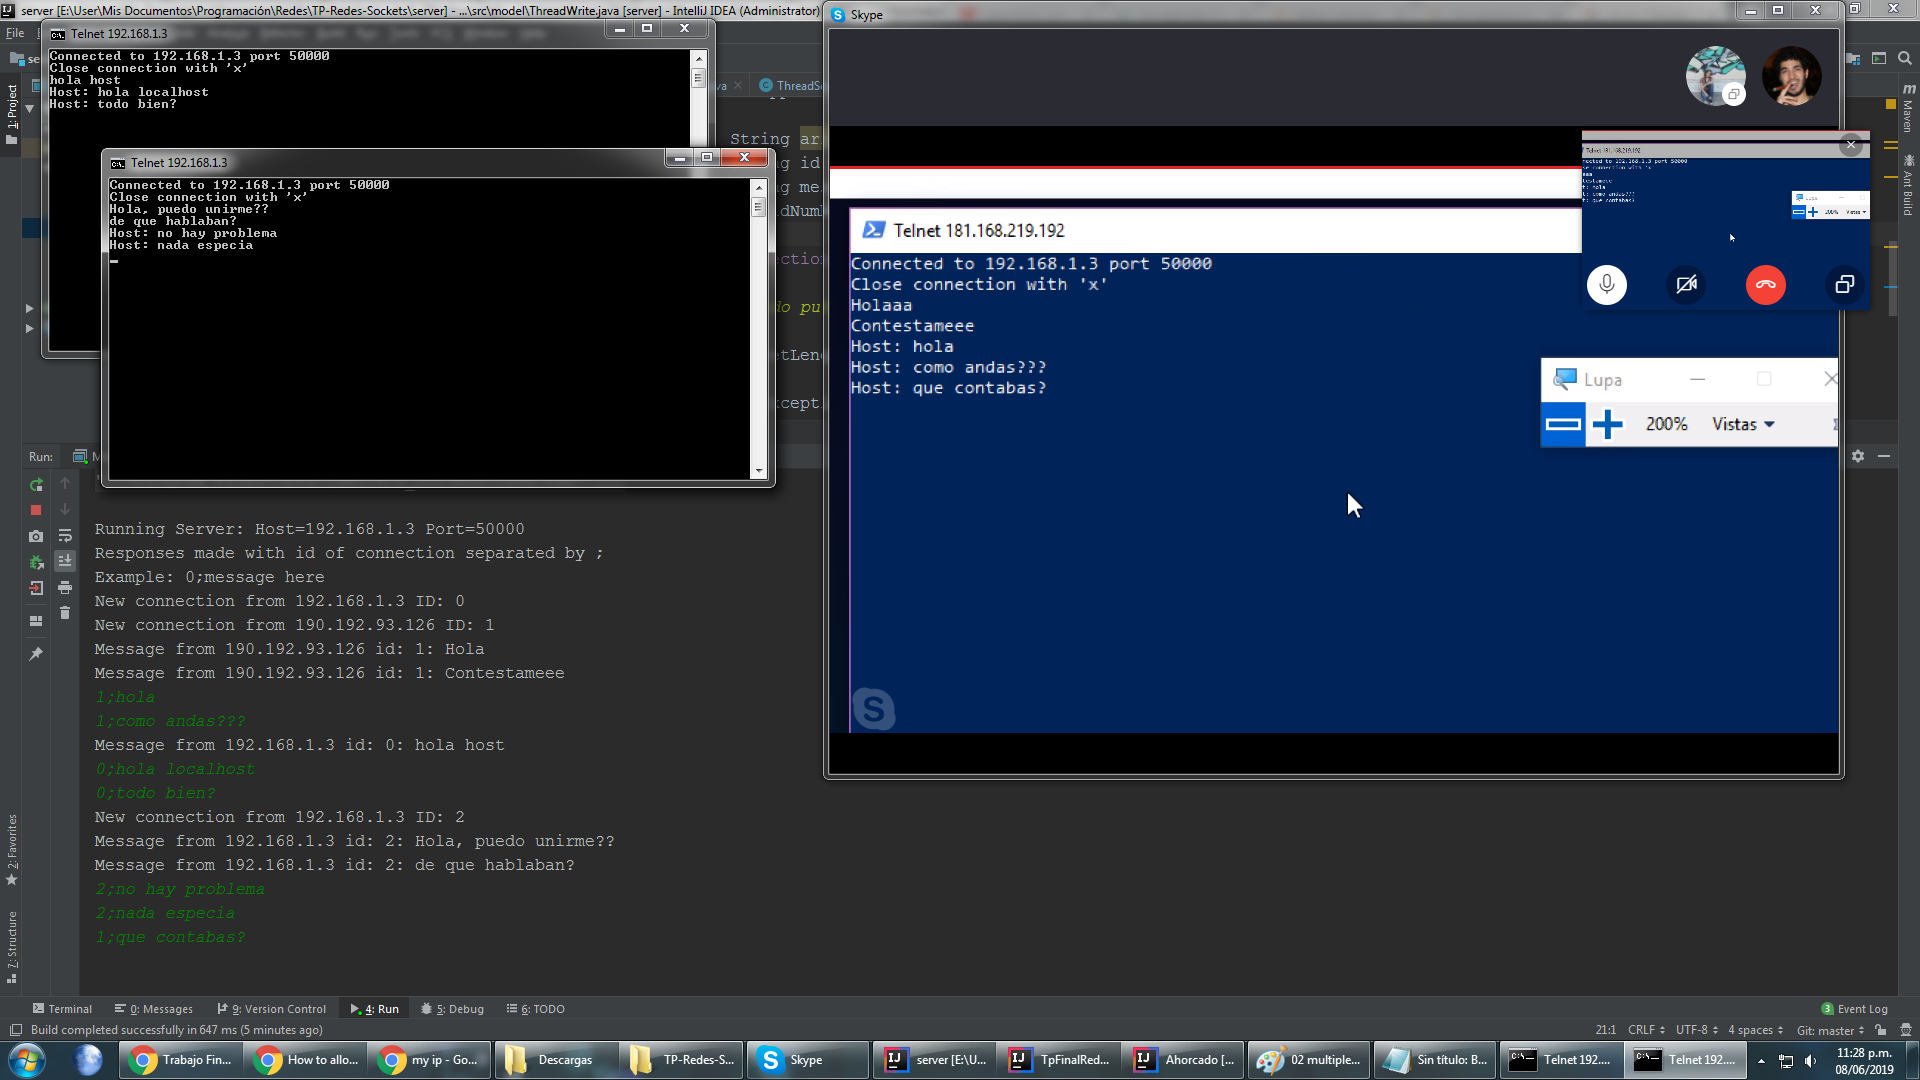 server [E:\User\Mis Documentos\Programación\Redes\TP-Redes-Sockets\server] - ...\src\model\ThreadWrite.java [server] - IntelliJ IDEA (Administrator)
File
Telnet 192.168.1.3
Connected to 192.168.1.3 port 50000
Close connection with 'x'
hola host
Host: hola localhost
Host: todo bien?
Telnet 192.168.1.3
Connected to 192.168.1.3 port 50000
Close connection with 'x'
Hola, puedo unirme??
de que hablaban?
Host: no hay problema
Host: nada especia
1: Project
String
Skype
Telnet 181.168.219.192
Connected to 192.168.1.3 port 50000
Close connection with 'x'
Holaaa
Contestameee
Host: hola
Host: como andas???
Host: que contabas?
Lupa
200% Vistas
Maven
Ant Build
Run:
Running Server: Host=192.168.1.3 Port=50000
Responses made with id of connection separated by ;
Example: 0;message here
New connection from 192.168.1.3 ID: 0
New connection from 190.192.93.126 ID: 1
Message from 190.192.93.126 id: 1: Hola
Message from 190.192.93.126 id: 1: Contestameee
1;hola
1;como andas???
Message from 192.168.1.3 id: 0: hola host
0;hola localhost
0;todo bien?
New connection from 192.168.1.3 ID: 2
Message from 192.168.1.3 id: 2: Hola, puedo unirme??
Message from 192.168.1.3 id: 2: de que hablaban?
2;no hay problema
2;nada especia
1;que contabas?
2: Favorites
7: Structure
Terminal 0: Messages 9: Version Control 4: Run 5: Debug 6: TODO 3 Event Log
Build completed successfully in 647 ms (5 minutes ago) 21:1 CRLF UTF-8 4 spaces Git: master
Trabajo Fin... How to allo... my ip - Go... Descargas TP-Redes-S... Skype server [E:\U... TpFinalRed... Ahorcado [... 02 multiple... Sin título: B... Telnet 192.... Telnet 192....
11:28 p.m.
08/06/2019